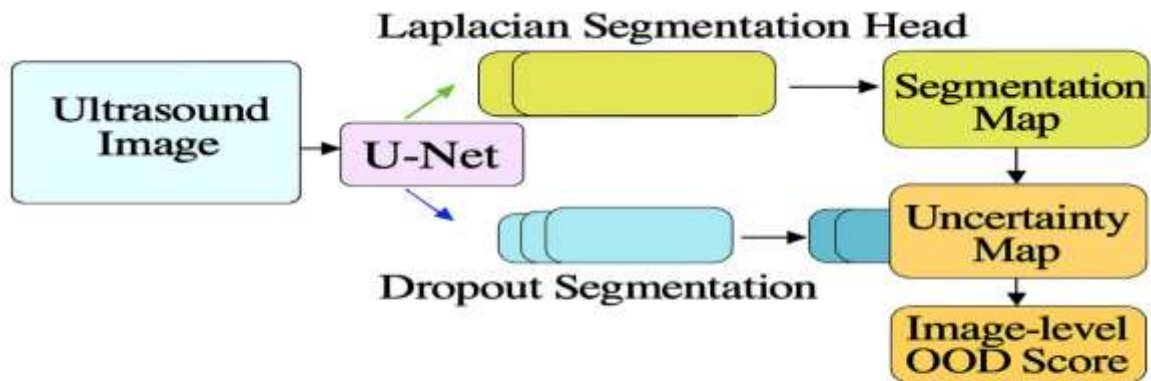 Laplacian Segmentation Head
Ultrasound
Image
U-Net
Segmentation
Map
Uncertainty
Map
Dropout Segmentation
Image-level
OOD Score